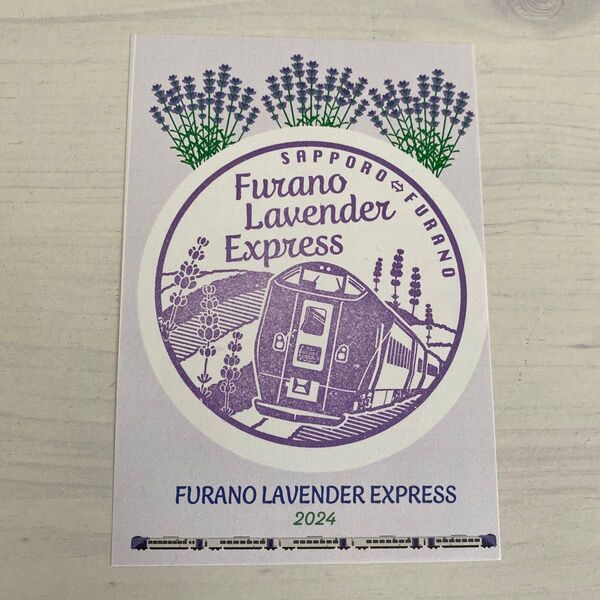 SAPPORO⇔FURANO
Furano
Lavender
Express
FURANO LAVENDER EXPRESS
2024